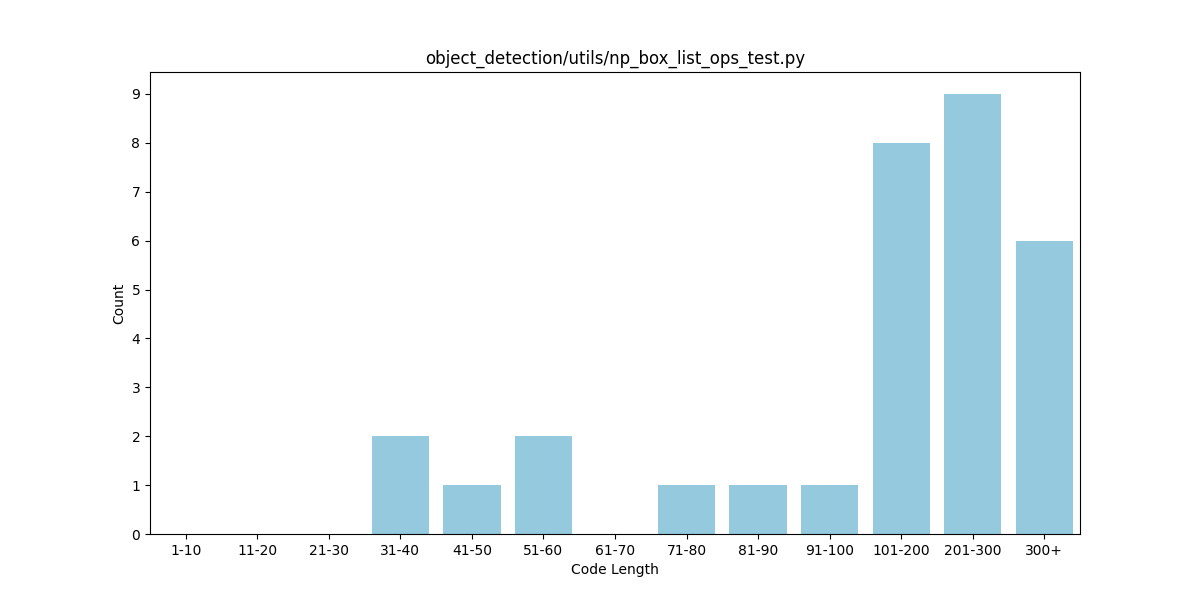 object_detection/utils/np_box_list_ops_test.py
Count
9
8
7
6
5
4
3
2
1
0
1-10 11-20 21-30 31-40 41-50 51-60 61-70 71-80 81-90 91-100 101-200 201-300 300+
Code Length